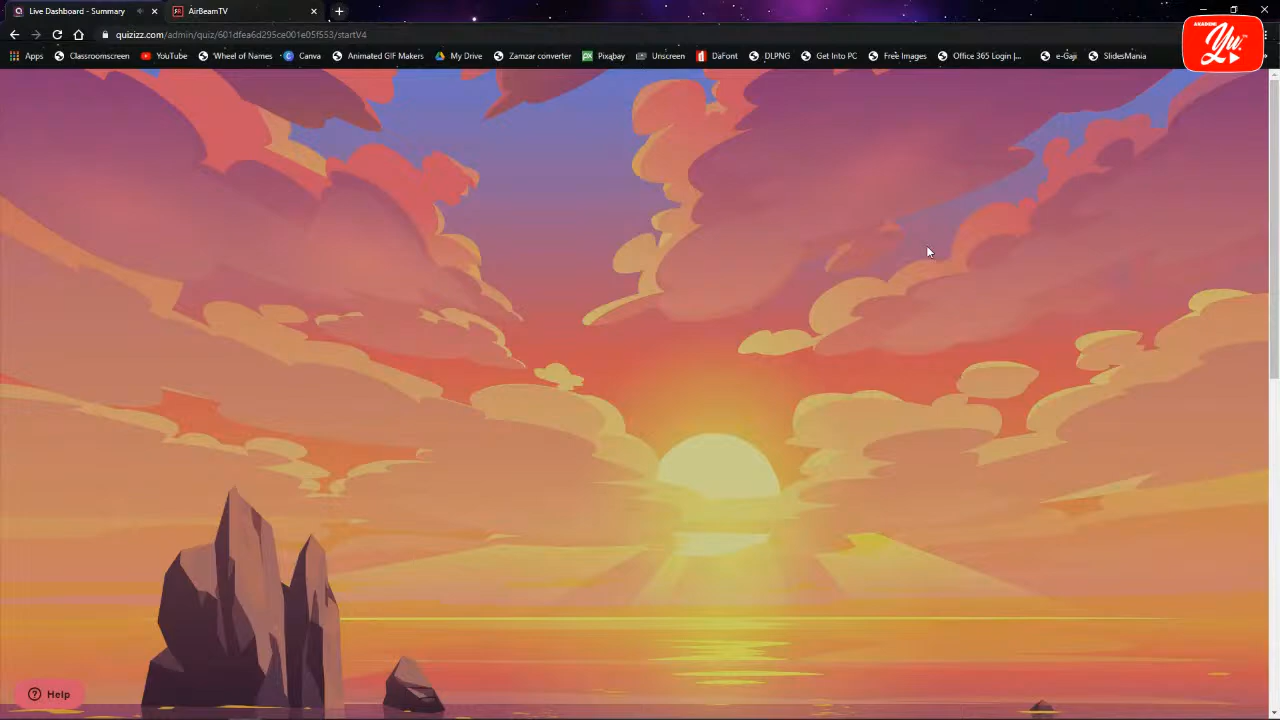 Live Dashboard - Summary
AirBeamTV
quizizz.com/admin/quiz/601dfea6d295ce001e05f553/startV4
Apps Classroomscreen YouTube Wheel of Names Canva Animated GIF Makers My Drive Zamzar converter Pixabay Unscreen DaFont DLPNG Get Into PC Free Images Office 365 Login |... e-Gaji SlidesMania
AKADEMI
YU
Help